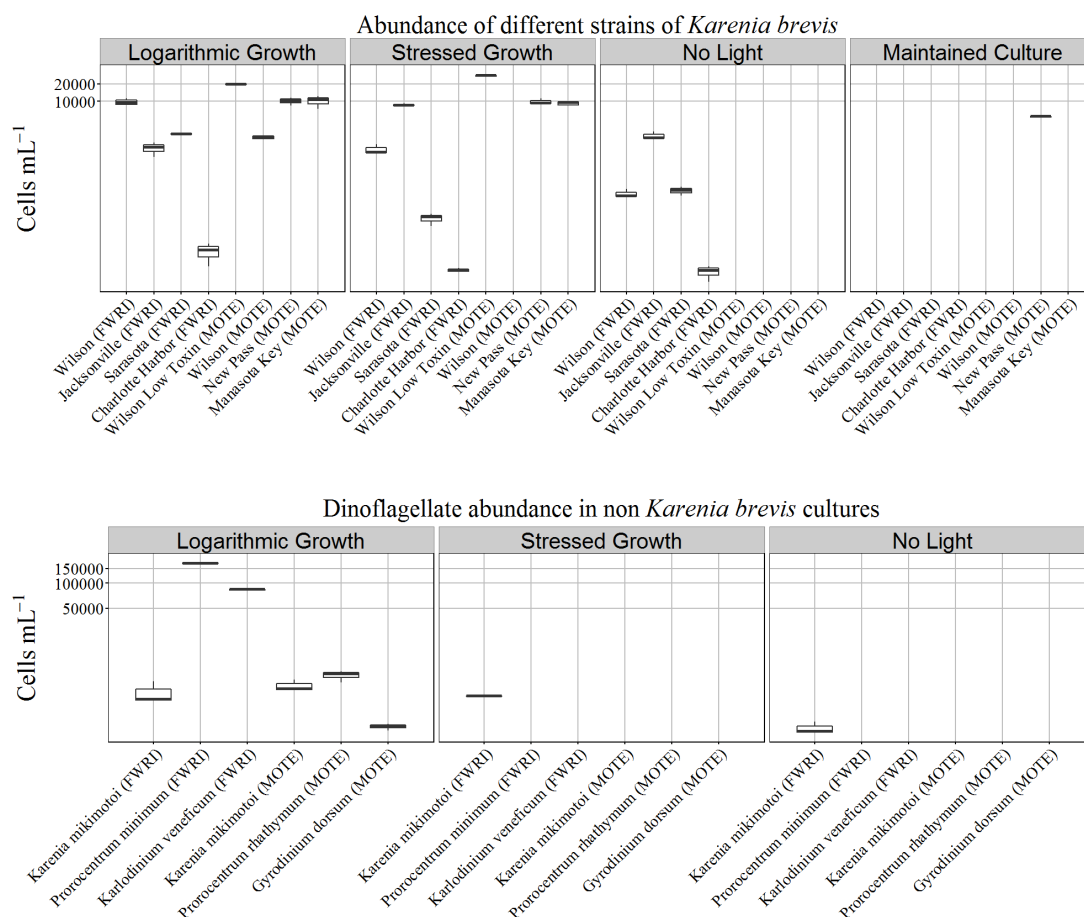 Abundance of different strains of Karenia brevis
Logarithmic Growth
Stressed Growth
No Light
Maintained Culture
20000
10000
Cells mL⁻¹
Wilson (FWRI)
Jacksonville (FWRI)
Sarasota (FWRI)
Charlotte Harbor (FWRI)
Wilson Low Toxin (MOTE)
Wilson (MOTE)
New Pass (MOTE)
Manasota Key (MOTE)
Wilson (FWRI)
Jacksonville (FWRI)
Sarasota (FWRI)
Charlotte Harbor (FWRI)
Wilson Low Toxin (MOTE)
Wilson (MOTE)
New Pass (MOTE)
Manasota Key (MOTE)
Wilson (FWRI)
Jacksonville (FWRI)
Sarasota (FWRI)
Charlotte Harbor (FWRI)
Wilson Low Toxin (MOTE)
Wilson (MOTE)
New Pass (MOTE)
Manasota Key (MOTE)
Wilson (FWRI)
Jacksonville (FWRI)
Sarasota (FWRI)
Charlotte Harbor (FWRI)
Wilson Low Toxin (MOTE)
Wilson (MOTE)
New Pass (MOTE)
Manasota Key (MOTE)
Dinoflagellate abundance in non Karenia brevis cultures
Logarithmic Growth
Stressed Growth
No Light
150000
100000
50000
Cells mL⁻¹
Karenia mikimotoi (FWRI)
Prorocentrum minimum (FWRI)
Karlodinium veneficum (FWRI)
Karenia mikimotoi (MOTE)
Prorocentrum rhathymum (MOTE)
Gyrodinium dorsum (MOTE)
Karenia mikimotoi (FWRI)
Prorocentrum minimum (FWRI)
Karlodinium veneficum (FWRI)
Karenia mikimotoi (MOTE)
Prorocentrum rhathymum (MOTE)
Gyrodinium dorsum (MOTE)
Karenia mikimotoi (FWRI)
Prorocentrum minimum (FWRI)
Karlodinium veneficum (FWRI)
Karenia mikimotoi (MOTE)
Prorocentrum rhathymum (MOTE)
Gyrodinium dorsum (MOTE)